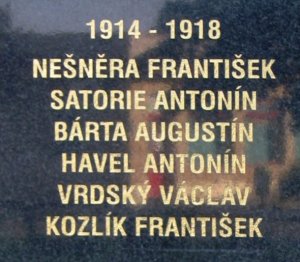 1914 - 1918
NEŠNĚRA FRANTIŠEK
SATORIE ANTONÍN
BÁRTA AUGUSTÍN
HAVEL ANTONÍN
VRDSKÝ VÁCLAV
KOZLÍK FRANTIŠEK